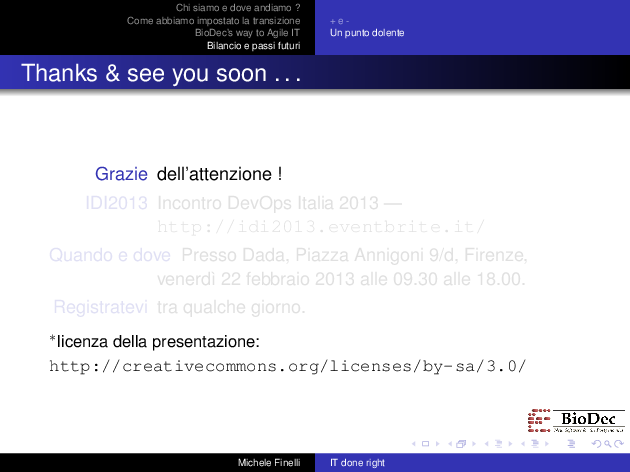 Chi siamo e dove andiamo ?
Come abbiamo impostato la transizione
BioDec's way to Agile IT
Bilancio e passi futuri
+ e -
Un punto dolente
Thanks & see you soon . . .
Grazie dell'attenzione !
IDI2013 Incontro DevOps Italia 2013 —
http://idi2013.eventbrite.it/
Quando e dove Presso Dada, Piazza Annigoni 9/d, Firenze,
venerdì 22 febbraio 2013 alle 09.30 alle 18.00.
Registratevi tra qualche giorno.
*licenza della presentazione:
http://creativecommons.org/licenses/by-sa/3.0/
BioDec
Michele Finelli
IT done right